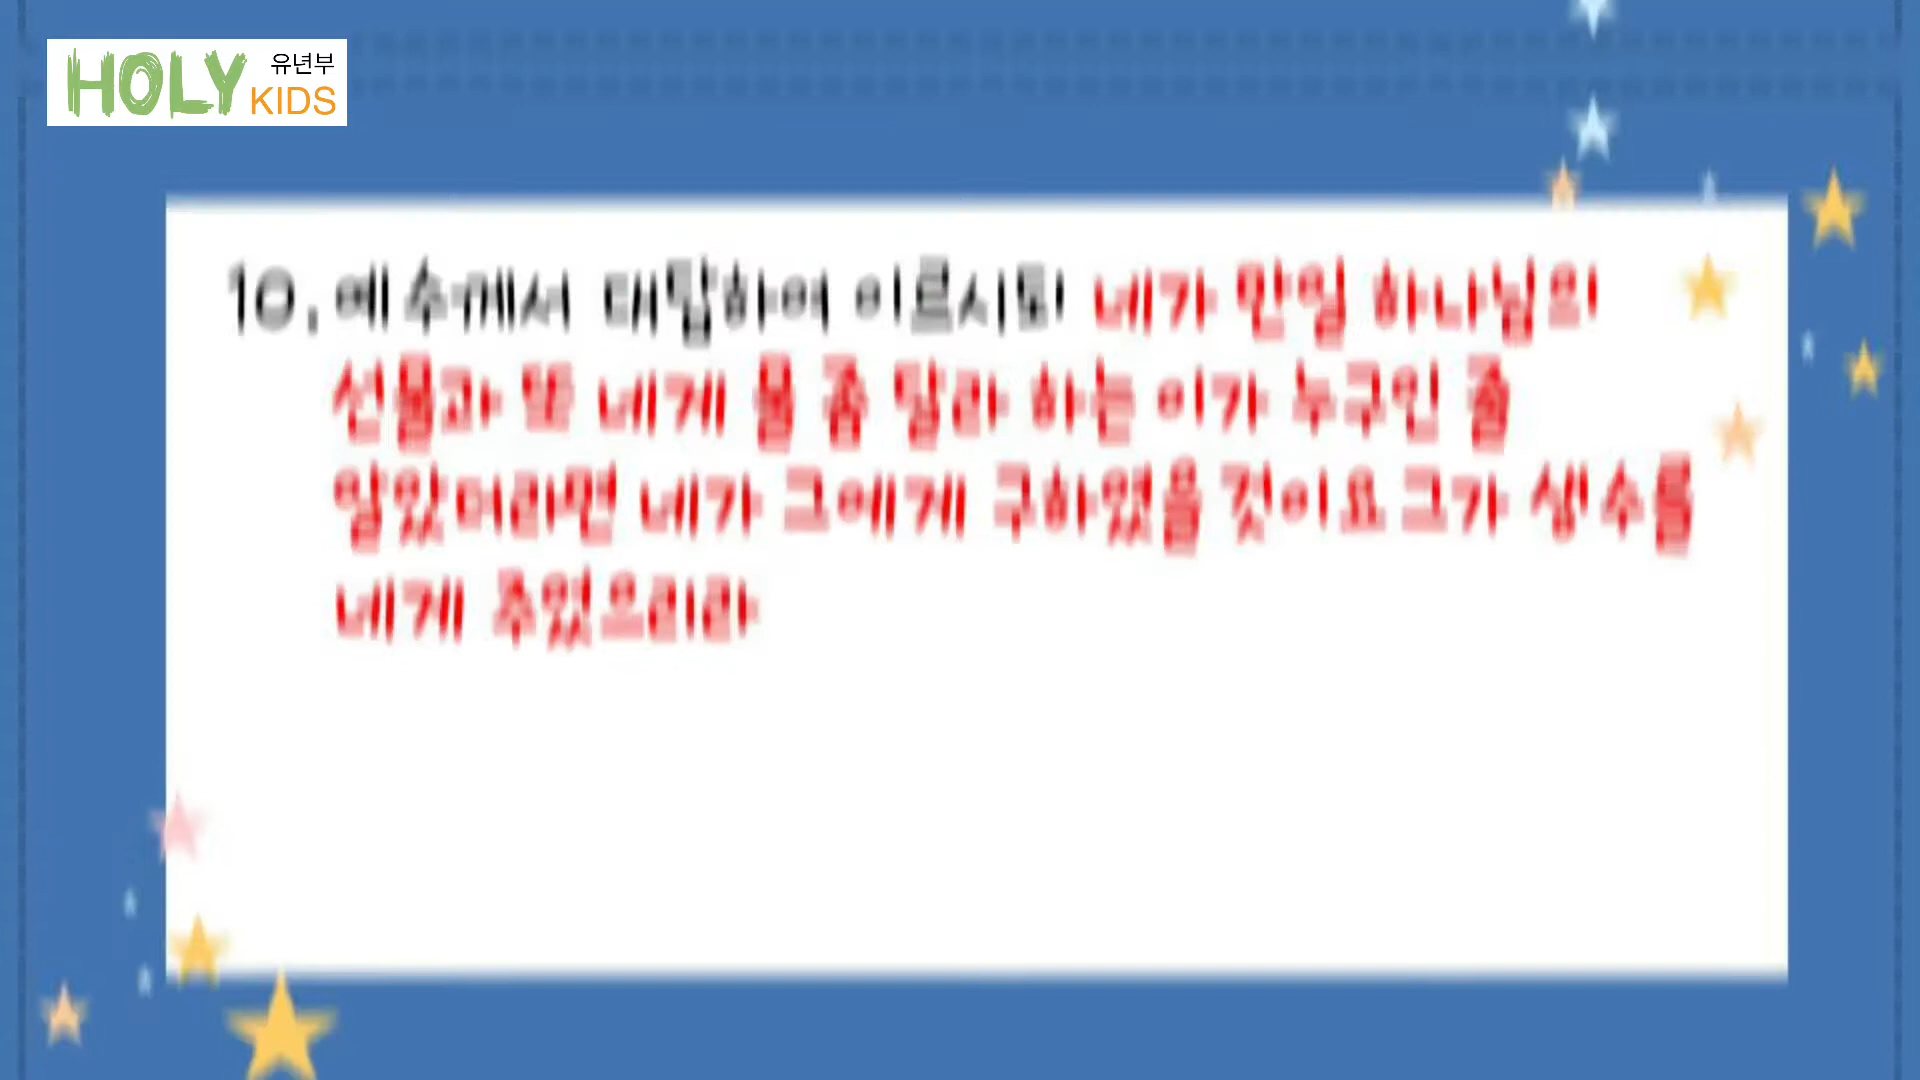 HOLY 유년부
KIDS
10. 예수께서 대답하여 이르시되 네가 만일 하나님의
선물과 또 네게 물 좀 달라 하는 이가 누구인 줄
알았더라면 네가 그에게 구하였을 것이요 그가 생수를
네게 주었으리라